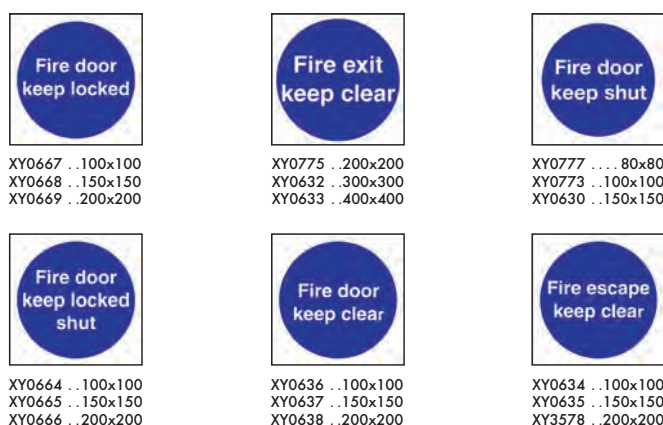 Fire door
keep locked
XY0667 ..100x100
XY0668 ..150x150
XY0669 ..200x200
Fire exit
keep clear
XY0775 ..200x200
XY0632 ..300x300
XY0633 ..400x400
Fire door
keep shut
XY0777 ....80x80
XY0773 ..100x100
XY0630 ..150x150
Fire door
keep locked
shut
XY0664 ..100x100
XY0665 ..150x150
XY0666 ..200x200
Fire door
keep clear
XY0636 ..100x100
XY0637 ..150x150
XY0638 ..200x200
Fire escape
keep clear
XY0634 ..100x100
XY0635 ..150x150
XY3578 ..200x200